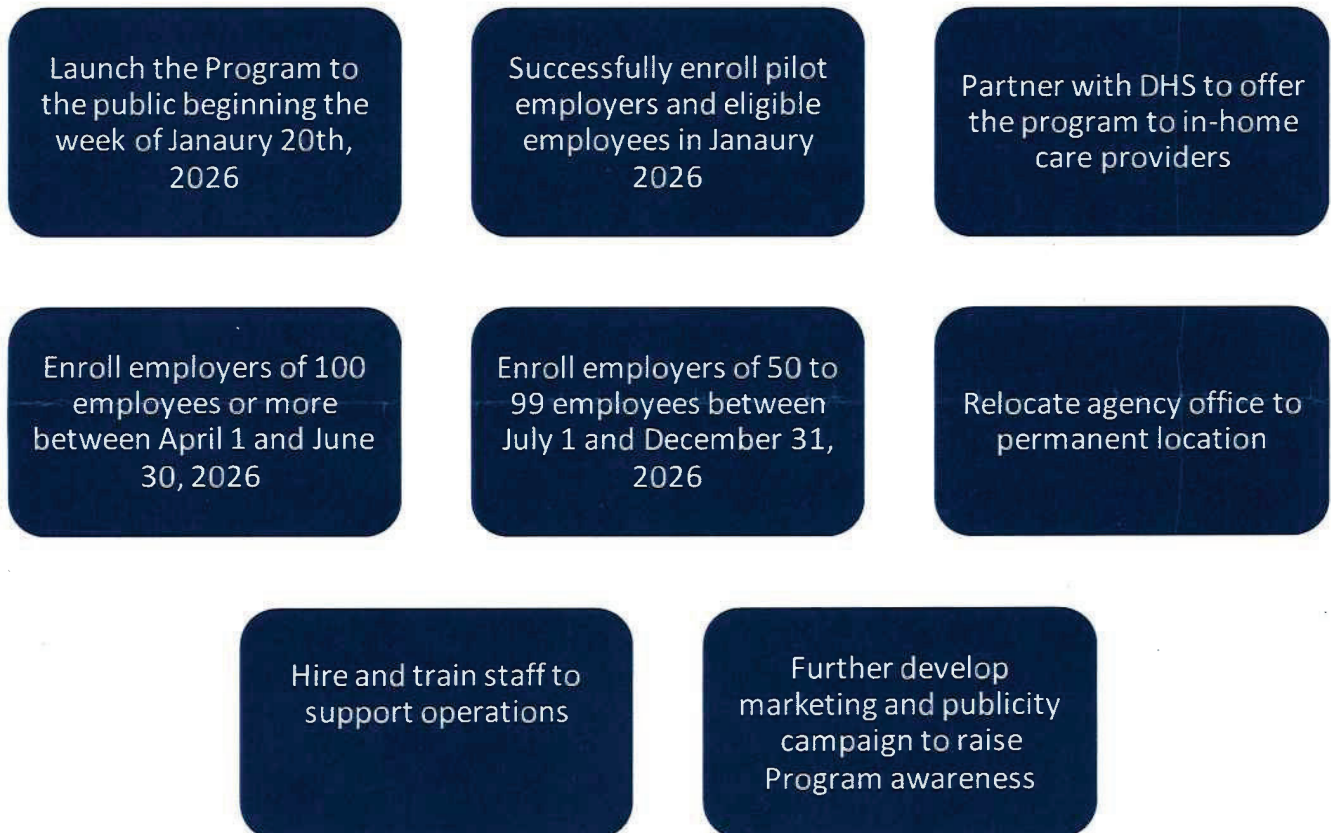 Launch the Program to
the public beginning the
week of Janaury 20th,
2026
Successfully enroll pilot
employers and eligible
employees in Janaury
2026
Partner with DHS to offer
the program to in-home
care providers
Enroll employers of 100
employees or more
between April 1 and June
30, 2026
Enroll employers of 50 to
99 employees between
July 1 and December 31,
2026
Relocate agency office to
permanent location
Hire and train staff to
support operations
Further develop
marketing and publicity
campaign to raise
Program awareness